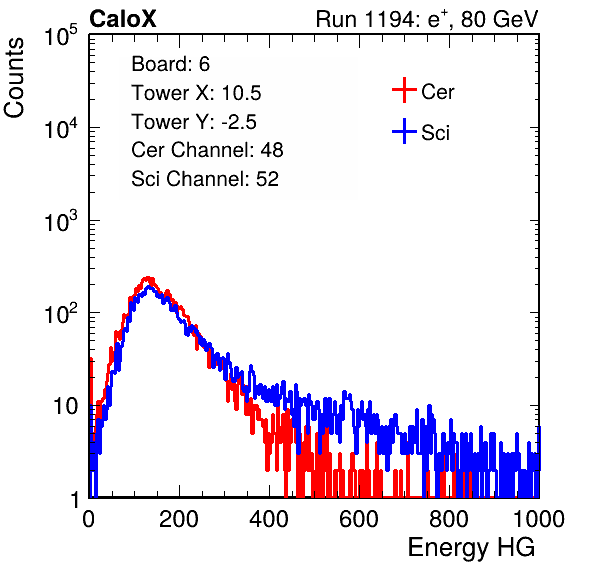 CaloX Run 1194: e⁺, 80 GeV
Counts
10⁵
10⁴
10³
10²
10
1
Board: 6
Tower X: 10.5
Tower Y: -2.5
Cer Channel: 48
Sci Channel: 52
Cer
Sci
0 200 400 600 800 1000
Energy HG